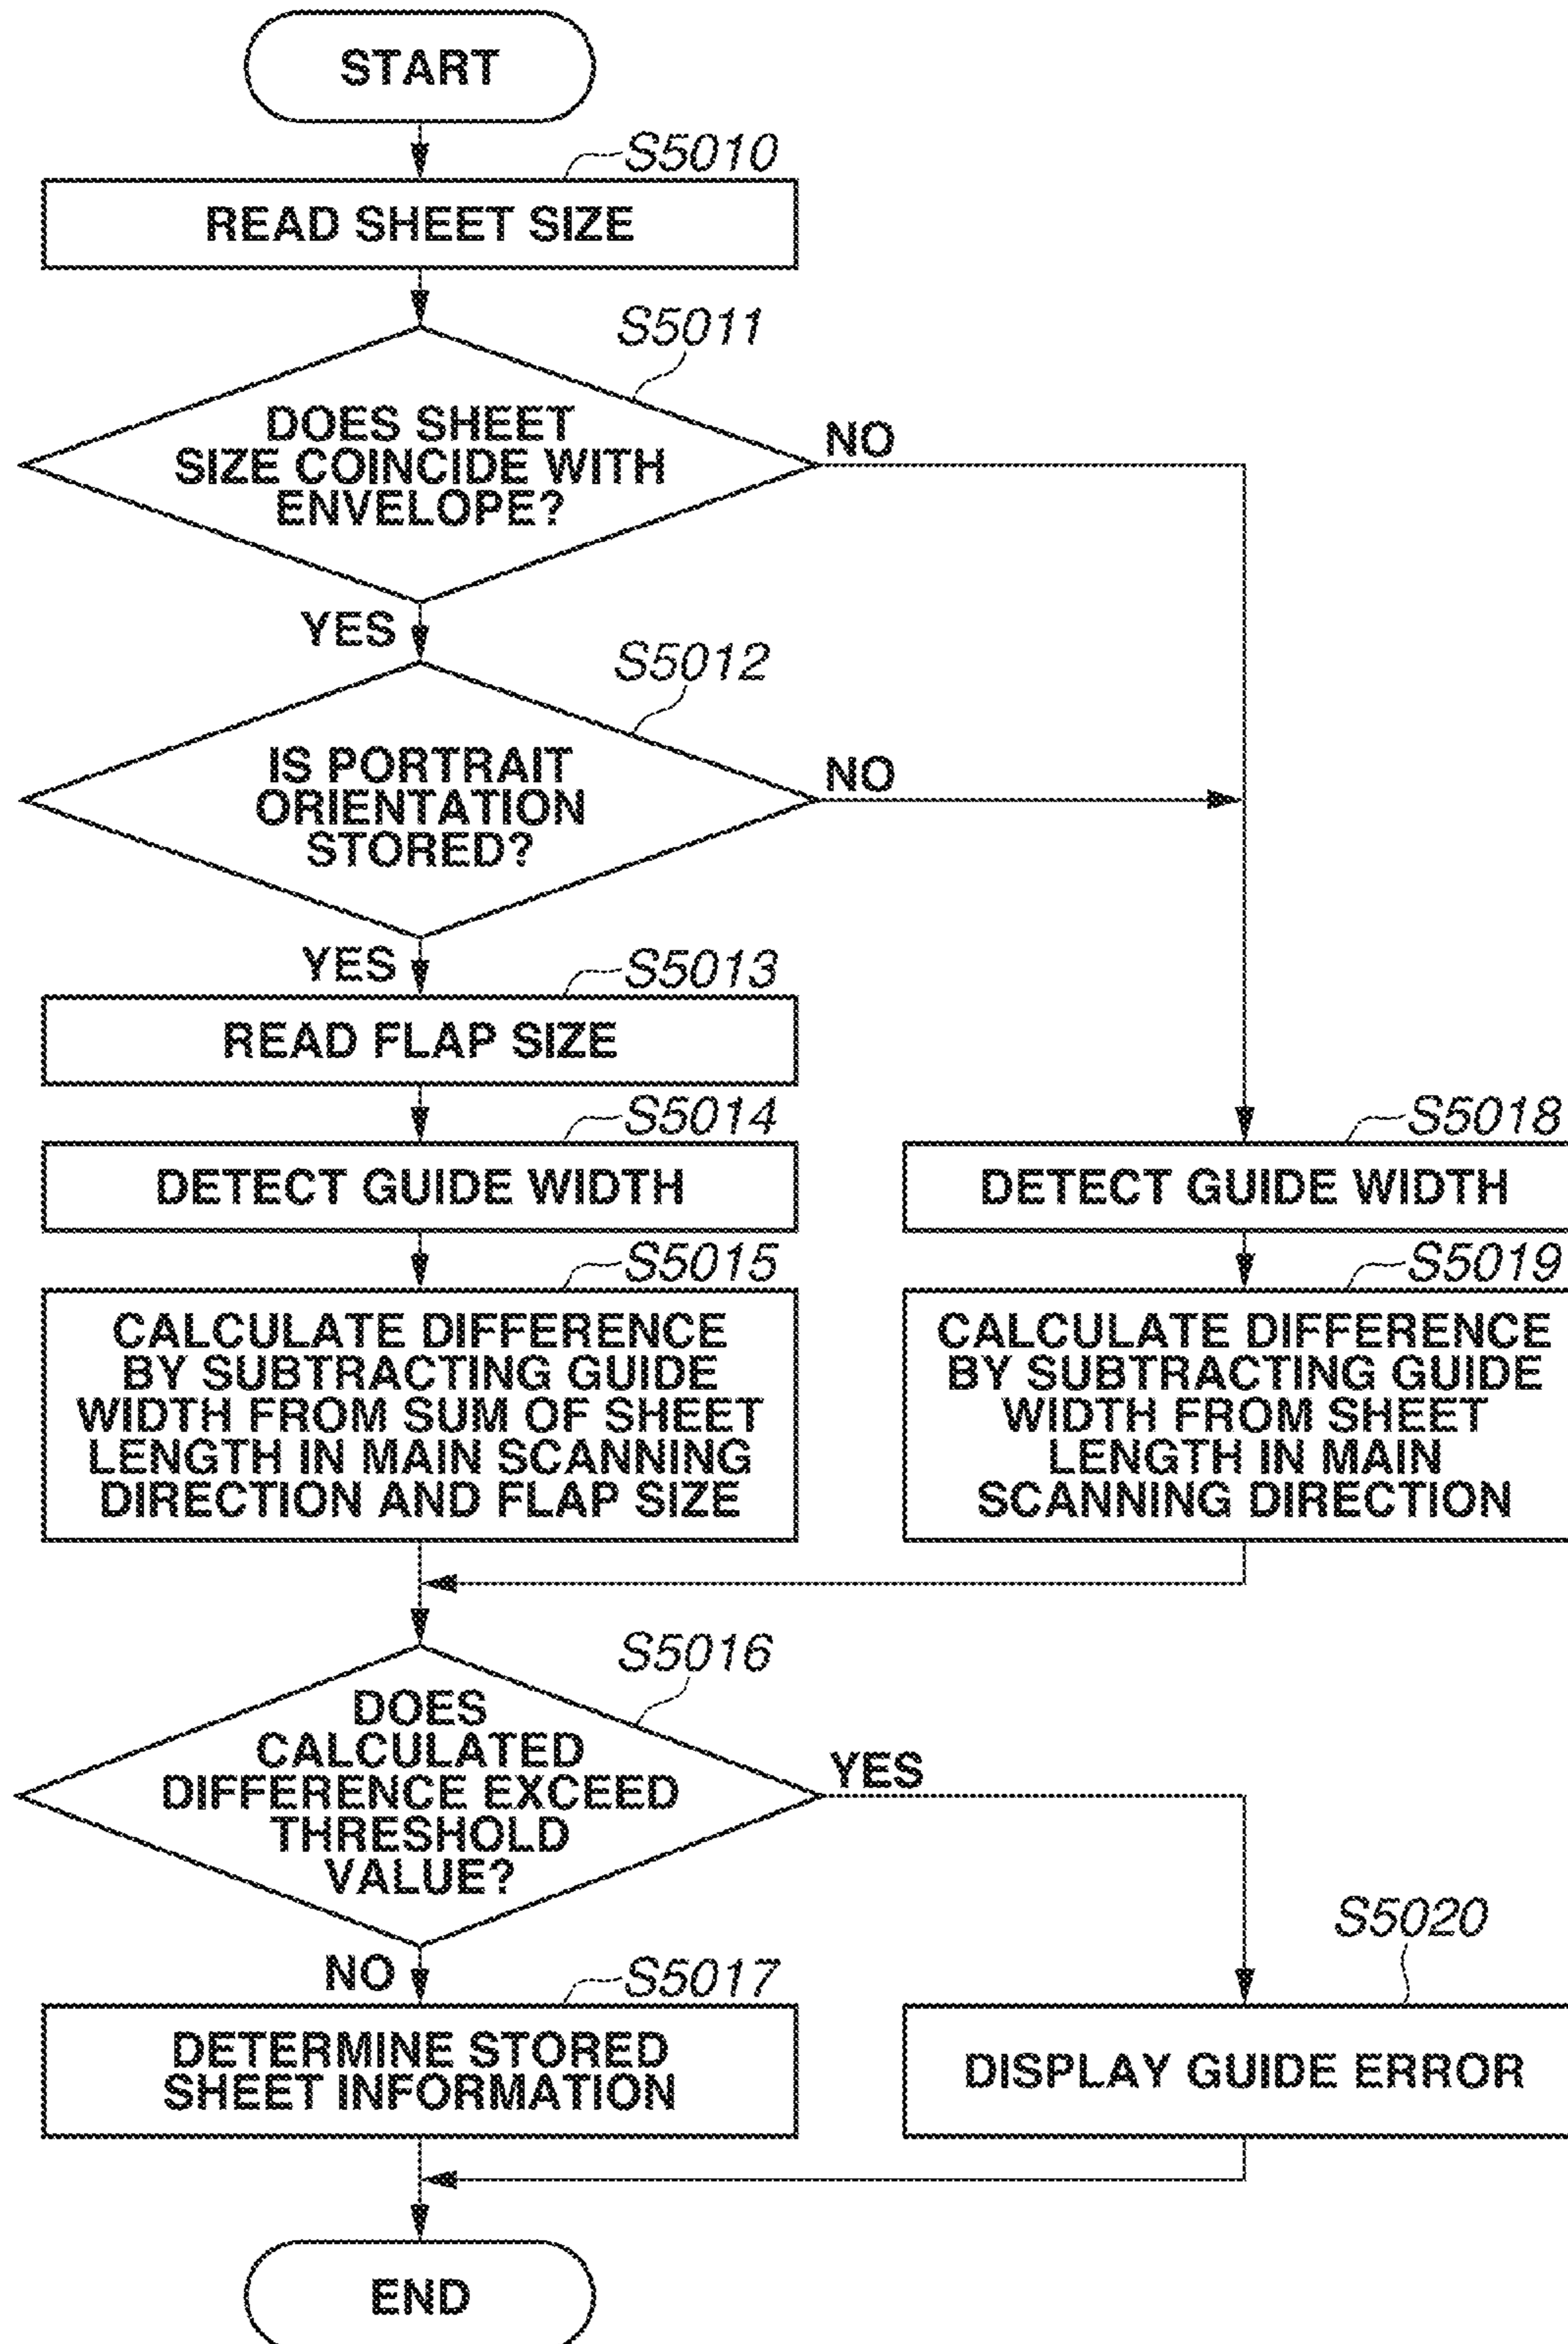 START
S5010
READ SHEET SIZE
S5011
DOES SHEET
SIZE COINCIDE WITH
ENVELOPE?
NO
YES
S5012
IS PORTRAIT
ORIENTATION
STORED?
NO
YES
S5013
READ FLAP SIZE
S5014
DETECT GUIDE WIDTH
S5018
DETECT GUIDE WIDTH
S5015
CALCULATE DIFFERENCE
BY SUBTRACTING GUIDE
WIDTH FROM SUM OF SHEET
LENGTH IN MAIN SCANNING
DIRECTION AND FLAP SIZE
S5019
CALCULATE DIFFERENCE
BY SUBTRACTING GUIDE
WIDTH FROM SHEET
LENGTH IN MAIN
SCANNING DIRECTION
S5016
DOES
CALCULATED
DIFFERENCE EXCEED
THRESHOLD
VALUE?
YES
NO
S5017
DETERMINE STORED
SHEET INFORMATION
S5020
DISPLAY GUIDE ERROR
END